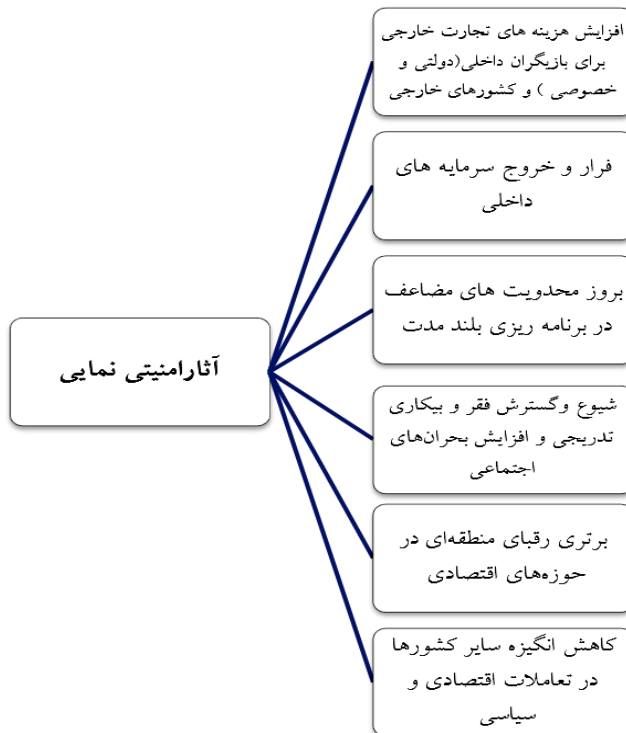 افزایش هزینه های تجارت خارجی
برای بازیگران داخلی(دولتی و
خصوصی ) و کشورهای خارجی
فرار و خروج سرمایه های
داخلی
بروز محدویت های مضاعف
در برنامه ریزی بلند مدت
آثارامنیتی نمایی
شیوع وگسترش فقر و بیکاری
تدریجی و افزایش بحران‌های
اجتماعی
برتری رقبای منطقه‌ای در
حوزه‌های اقتصادی
کاهش انگیزه سایر کشورها
در تعاملات اقتصادی و
سیاسی